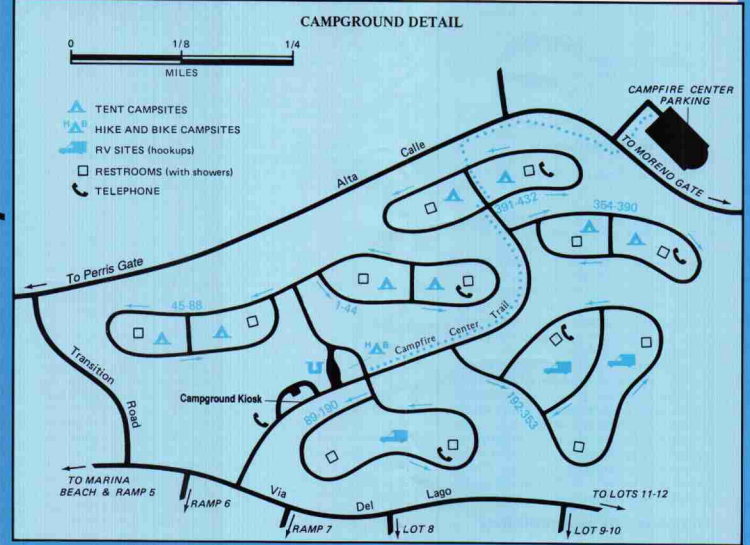 CAMPGROUND DETAIL
0 1/8 1/4
MILES
TENT CAMPSITES
H B HIKE AND BIKE CAMPSITES
RV SITES (hookups)
RESTROOMS (with showers)
TELEPHONE
CAMPFIRE CENTER
PARKING
TO MORENO GATE
Alta Calle
391-432
354-390
To Perris Gate
45-88
1-44
Transition
Road
H B
Campfire Center Trail
Campground Kiosk
89-190
192-353
TO MARINA
BEACH & RAMP 5
RAMP 6
Via
Del
Lago
RAMP 7
LOT 8
LOT 9-10
TO LOTS 11-12